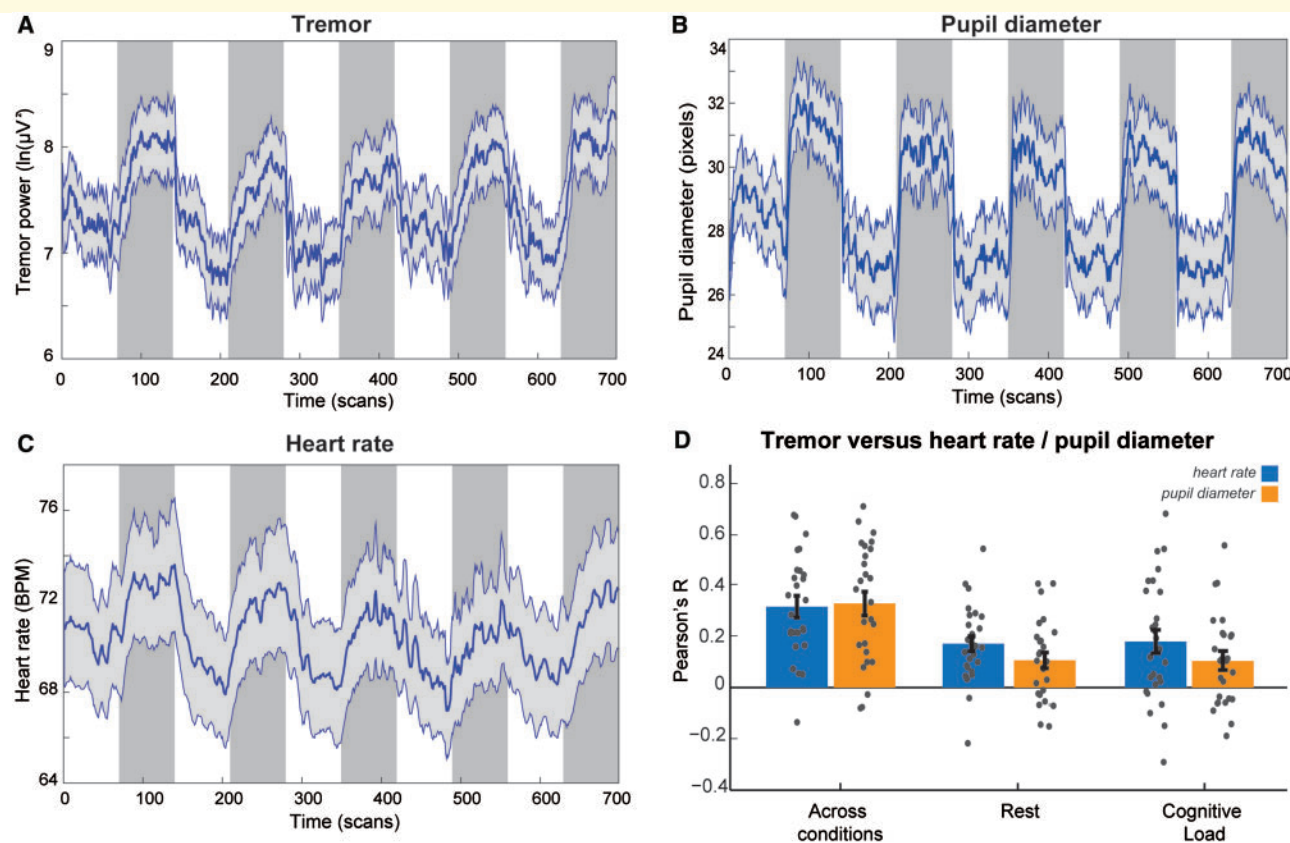 A
Tremor
Tremor power (ln(μV²
9
8
7
6
0 100 200 300 400 500 600 700
Time (scans)
B
Pupil diameter
Pupil diameter (pixels)
34
32
30
28
26
24
0 100 200 300 400 500 600 700
Time (scans)
C
Heart rate
Heart rate (BPM)
76
72
68
64
0 100 200 300 400 500 600 700
Time (scans)
D
Tremor versus heart rate / pupil diameter
heart rate
pupil diameter
Pearson's R
0.8
0.6
0.4
0.2
0
−0.2
−0.4
Across
conditions
Rest
Cognitive
Load